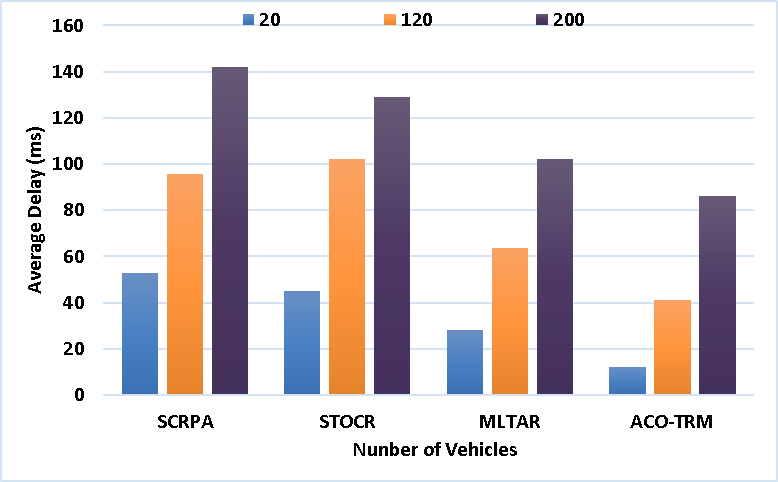 20 120 200
160
140
120
100
80
60
40
20
0
Average Delay (ms)
SCRPA STOCR MLTAR ACO-TRM
Nunber of Vehicles